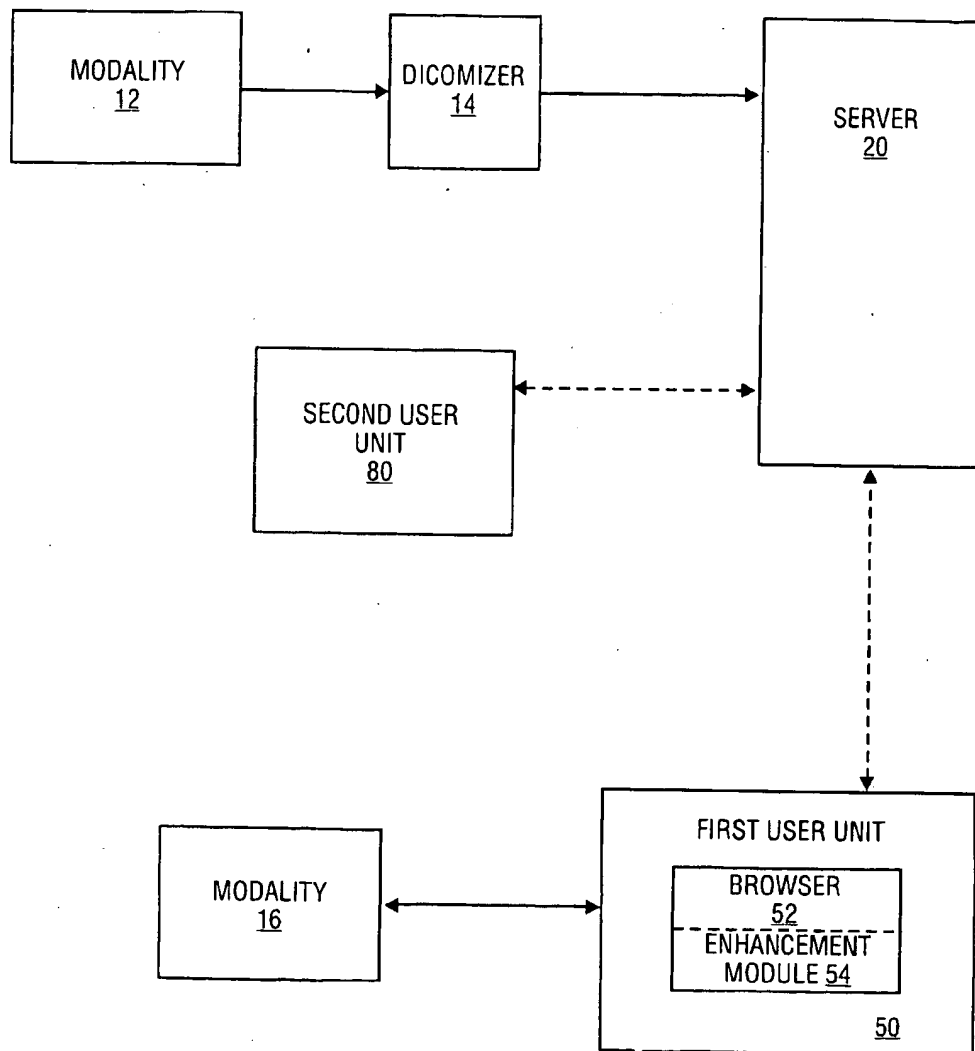 MODALITY
12
DICOMIZER
14
SERVER
20
SECOND USER
UNIT
80
FIRST USER UNIT
MODALITY
16
BROWSER
52
ENHANCEMENT
MODULE 54
50